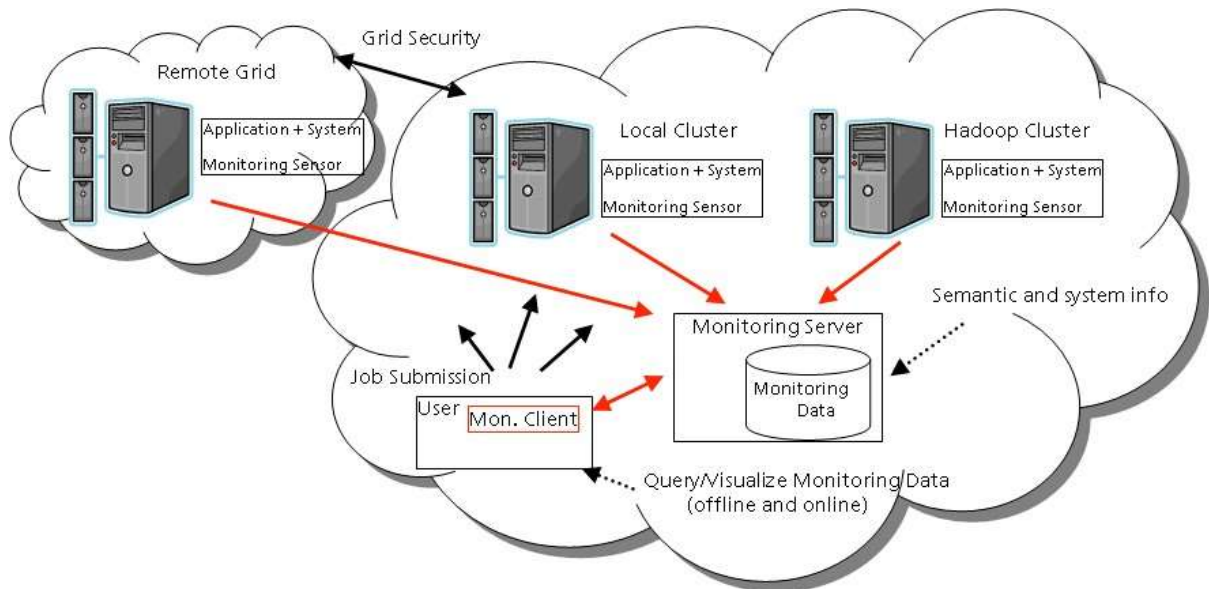 Grid Security
Remote Grid
Application + System
Monitoring Sensor
Local Cluster
Application + System
Monitoring Sensor
Hadoop Cluster
Application + System
Monitoring Sensor
Semantic and system info
Monitoring Server
Monitoring
Data
Job Submission
User
Mon. Client
Query/Visualize Monitoring Data
(offline and online)